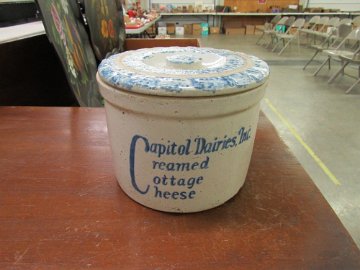 Capitol Dairies, Inc.
Creamed
Cottage
Cheese